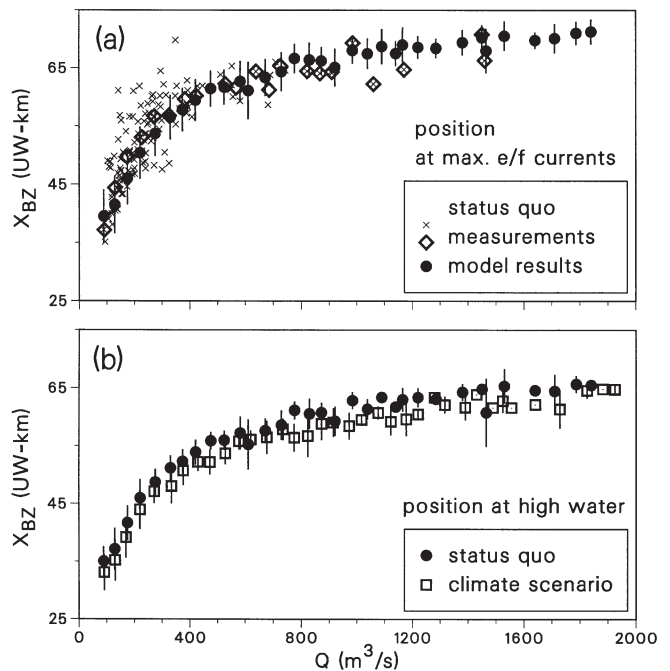 (a)
65
45
25
X_BZ (UW-km)
position
at max. e/f currents
status quo
measurements
model results
(b)
65
45
25
X_BZ (UW-km)
position at high water
status quo
climate scenario
0 400 800 1200 1600 2000
Q (m³/s)